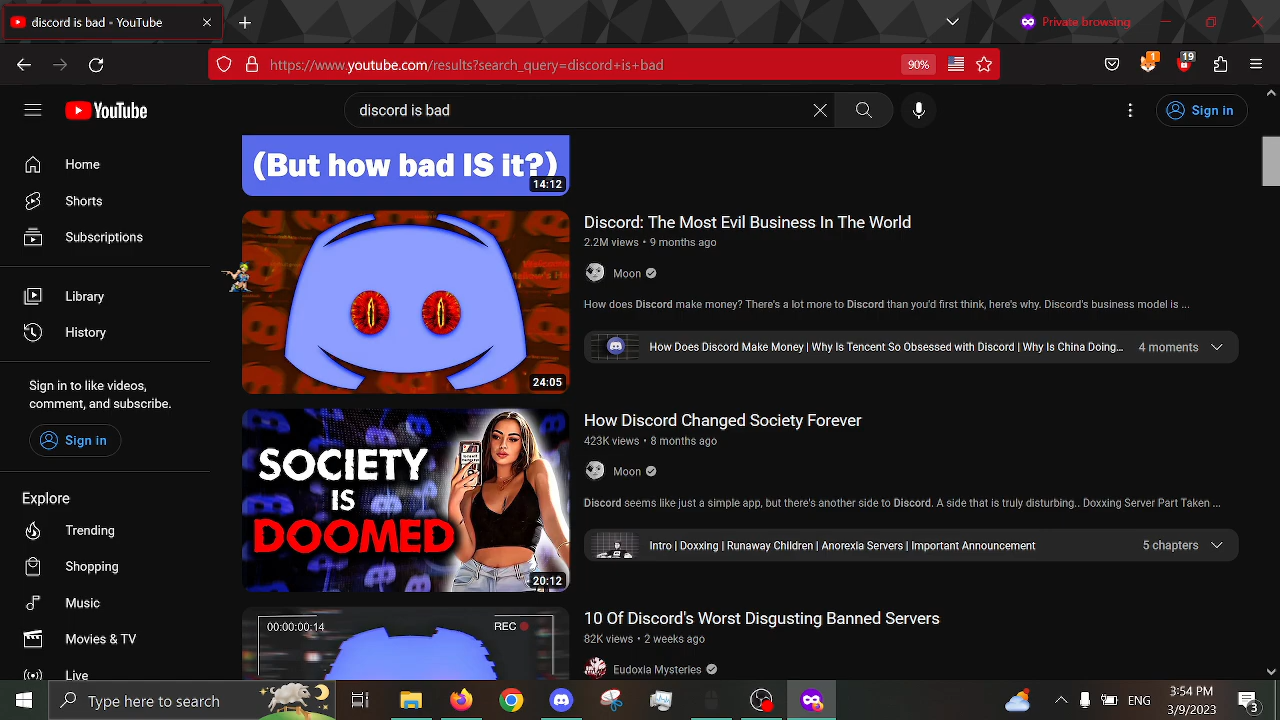 discord is bad - YouTube
Private browsing
https://www.youtube.com/results?search_query=discord+is+bad
90%
1
19
YouTube
discord is bad
Sign in
Home
Shorts
Subscriptions
Library
History
Sign in to like videos,
comment, and subscribe.
Sign in
Explore
Trending
Shopping
Music
Movises & TV
Live
(But how bad IS it?)
14:12
24:05
Discord: The Most Evil Business In The World
2.2M views • 9 months ago
Moon
How does Discord make money? There's a lot more to Discord than you'd first think, here's why. Discord's business model is ...
How Does Discord Make Money | Why Is Tencent So Obsessed with Discord | Why Is China Doing...
4 moments
SOCIETY
IS
DOOMED
20:12
How Discord Changed Society Forever
423K views • 8 months ago
Moon
Discord seems like just a simple app, but there's another side to Discord. A side that is truly disturbing.. Doxxing Server Part Taken ...
Intro | Doxxing | Runaway Children | Anorexia Servers | Important Announcement
5 chapters
00:00:00:14
REC
10 Of Discord's Worst Disgusting Banned Servers
82K views • 2 weeks ago
Eudoxia Mysteries
Type here to search
ENG
3:54 PM
3/9/2023
3